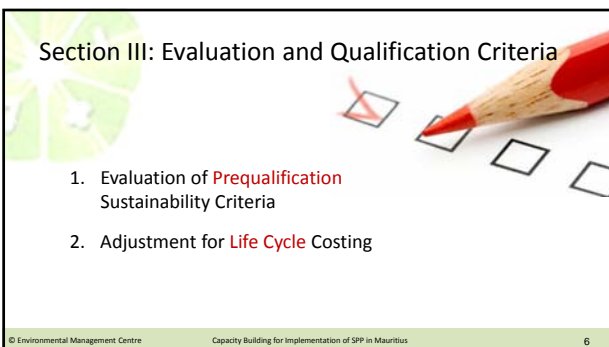 Section III: Evaluation and Qualification Criteria
1. Evaluation of Prequalification
Sustainability Criteria
2. Adjustment for Life Cycle Costing
© Environmental Management Centre Capacity Building for Implementation of SPP in Mauritius 6